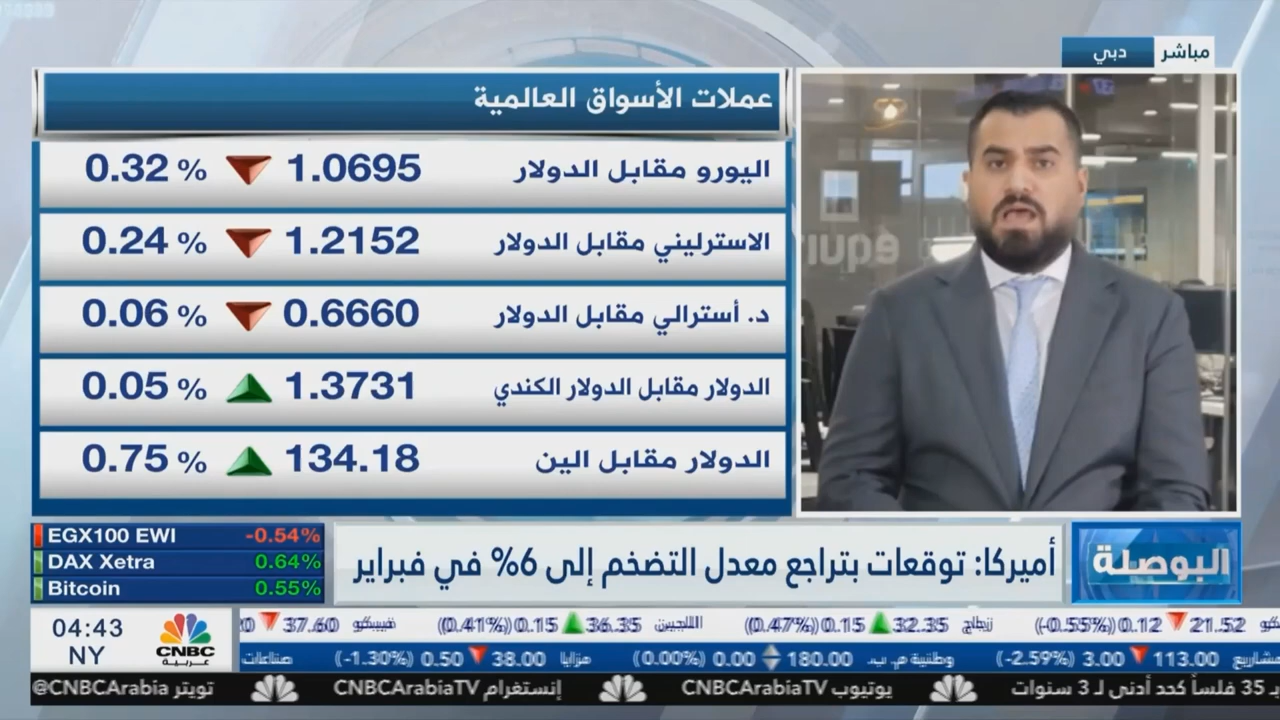 مباشر دبي
عملات الأسواق العالمية
اليورو مقابل الدولار 1.0695 0.32 %
الاسترليني مقابل الدولار 1.2152 0.24 %
د. أسترالي مقابل الدولار 0.6660 0.06 %
الدولار مقابل الدولار الكندي 1.3731 0.05 %
الدولار مقابل الين 134.18 0.75 %
البوصلة
أميركا: توقعات بتراجع معدل التضخم إلى 6% في فبراير
EGX100 EWI -0.54%
DAX Xetra 0.64%
Bitcoin 0.55%
04:43
NY
CNBC
عربية
21.52 0.12 (-0.55%) زجاج 32.35 0.15 (0.47%) اللجين 36.35 0.15 (0.41%) فيبيكو 37.60
مشاريع 113.00 3.00 (-2.59%) وطنية م. ب. 180.00 0.00 (0.00%) مزايا 38.00 0.50 (-1.30%) صناعات
بـ 35 فلساً كحد أدنى لـ 3 سنوات يوتيوب CNBCArabiaTV إنستغرام CNBCArabiaTV تويتر @CNBCArabia